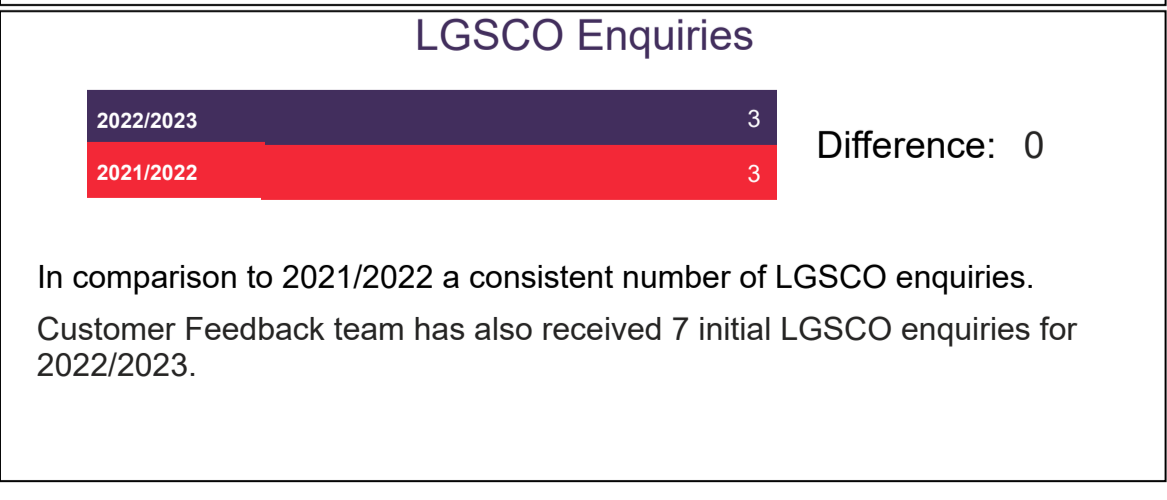 LGSCO Enquiries
2022/2023 3
2021/2022 3
Difference: 0
In comparison to 2021/2022 a consistent number of LGSCO enquiries.
Customer Feedback team has also received 7 initial LGSCO enquiries for
2022/2023.